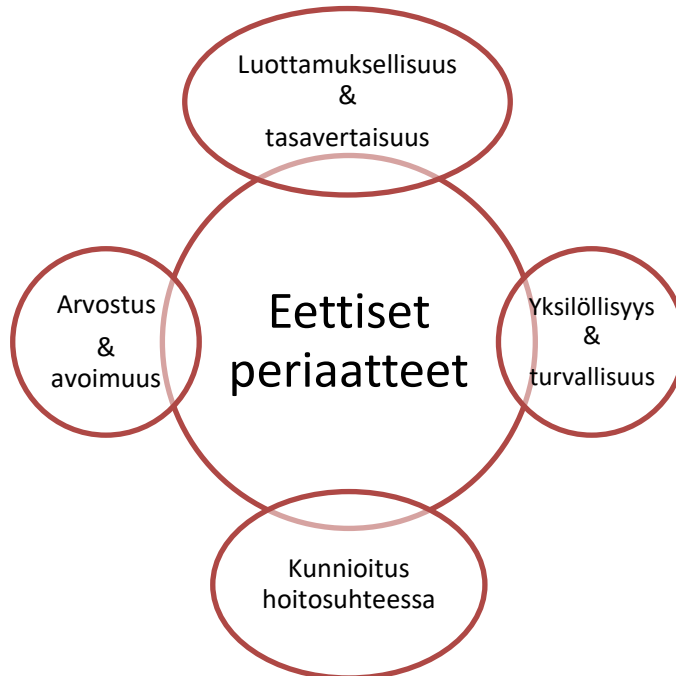 Luottamuksellisuus
&
tasavertaisuus
Arvostus
&
avoimuus
Eettiset
periaatteet
Yksilöllisyys
&
turvallisuus
Kunnioitus
hoitosuhteessa